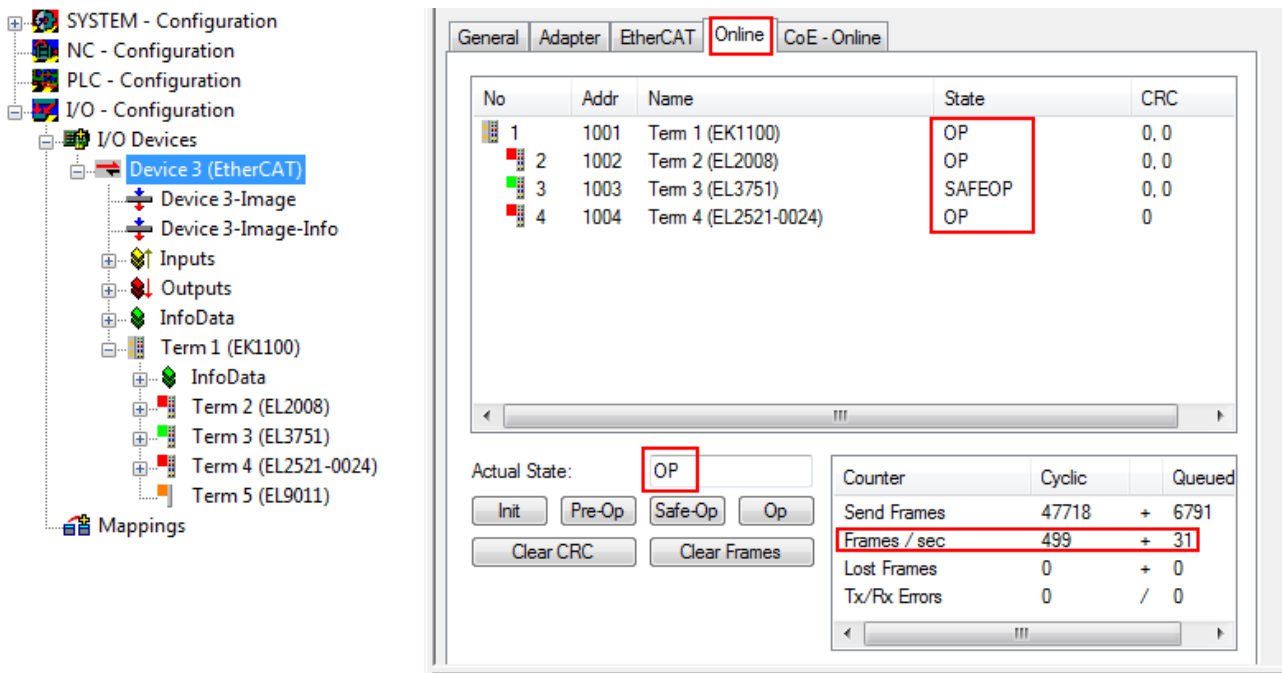 SYSTEM - Configuration
NC - Configuration
PLC - Configuration
I/O - Configuration
I/O Devices
Device 3 (EtherCAT)
Device 3-Image
Device 3-Image-Info
Inputs
Outputs
InfoData
Term 1 (EK1100)
InfoData
Term 2 (EL2008)
Term 3 (EL3751)
Term 4 (EL2521-0024)
Term 5 (EL9011)
Mappings
General Adapter EtherCAT Online CoE - Online
No Addr Name State CRC
1 1001 Term 1 (EK1100) OP 0, 0
2 1002 Term 2 (EL2008) OP 0, 0
3 1003 Term 3 (EL3751) SAFEOP 0, 0
4 1004 Term 4 (EL2521-0024) OP 0
Actual State: OP
Init Pre-Op Safe-Op Op
Clear CRC Clear Frames
Counter Cyclic Queued
Send Frames 47718 + 6791
Frames / sec 499 + 31
Lost Frames 0 + 0
Tx/Rx Errors 0 / 0